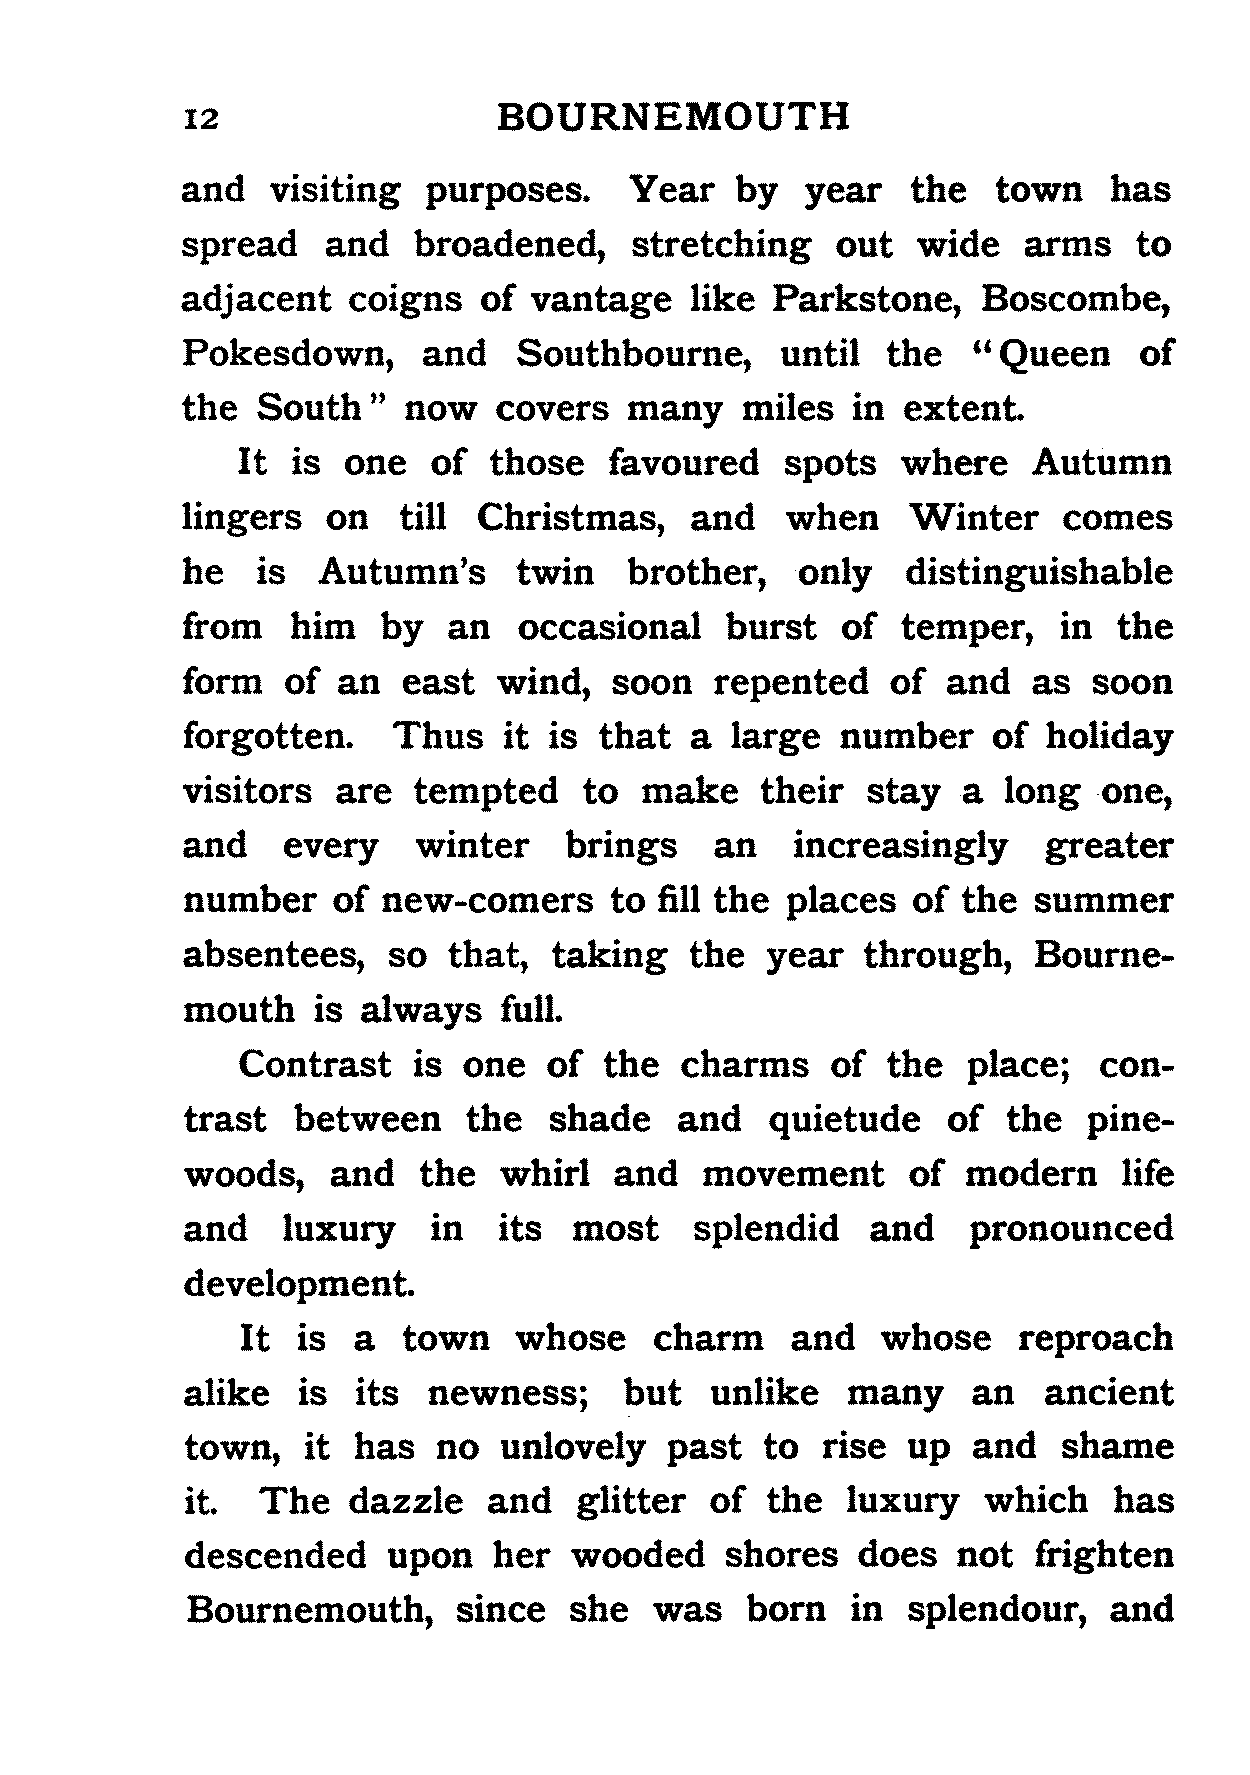 12 BOURNEMOUTH
and visiting purposes. Year by year the town has
spread and broadened, stretching out wide arms to
adjacent coigns of vantage like Parkstone, Boscombe,
Pokesdown, and Southbourne, until the "Queen of
the South" now covers many miles in extent.
It is one of those favoured spots where Autumn
lingers on till Christmas, and when Winter comes
he is Autumn's twin brother, only distinguishable
from him by an occasional burst of temper, in the
form of an east wind, soon repented of and as soon
forgotten. Thus it is that a large number of holiday
visitors are tempted to make their stay a long one,
and every winter brings an increasingly greater
number of new-comers to fill the places of the summer
absentees, so that, taking the year through, Bourne-
mouth is always full.
Contrast is one of the charms of the place; con-
trast between the shade and quietude of the pine-
woods, and the whirl and movement of modern life
and luxury in its most splendid and pronounced
development.
It is a town whose charm and whose reproach
alike is its newness; but unlike many an ancient
town, it has no unlovely past to rise up and shame
it. The dazzle and glitter of the luxury which has
descended upon her wooded shores does not frighten
Bournemouth, since she was born in splendour, and